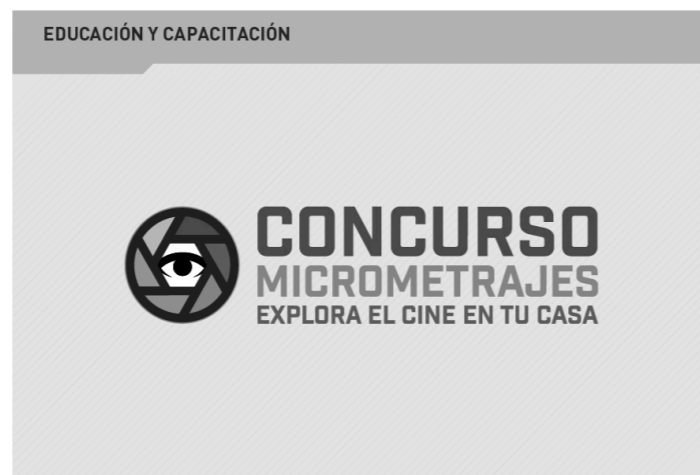 EDUCACIÓN Y CAPACITACIÓN
CONCURSO
MICROMETRAJES
EXPLORA EL CINE EN TU CASA